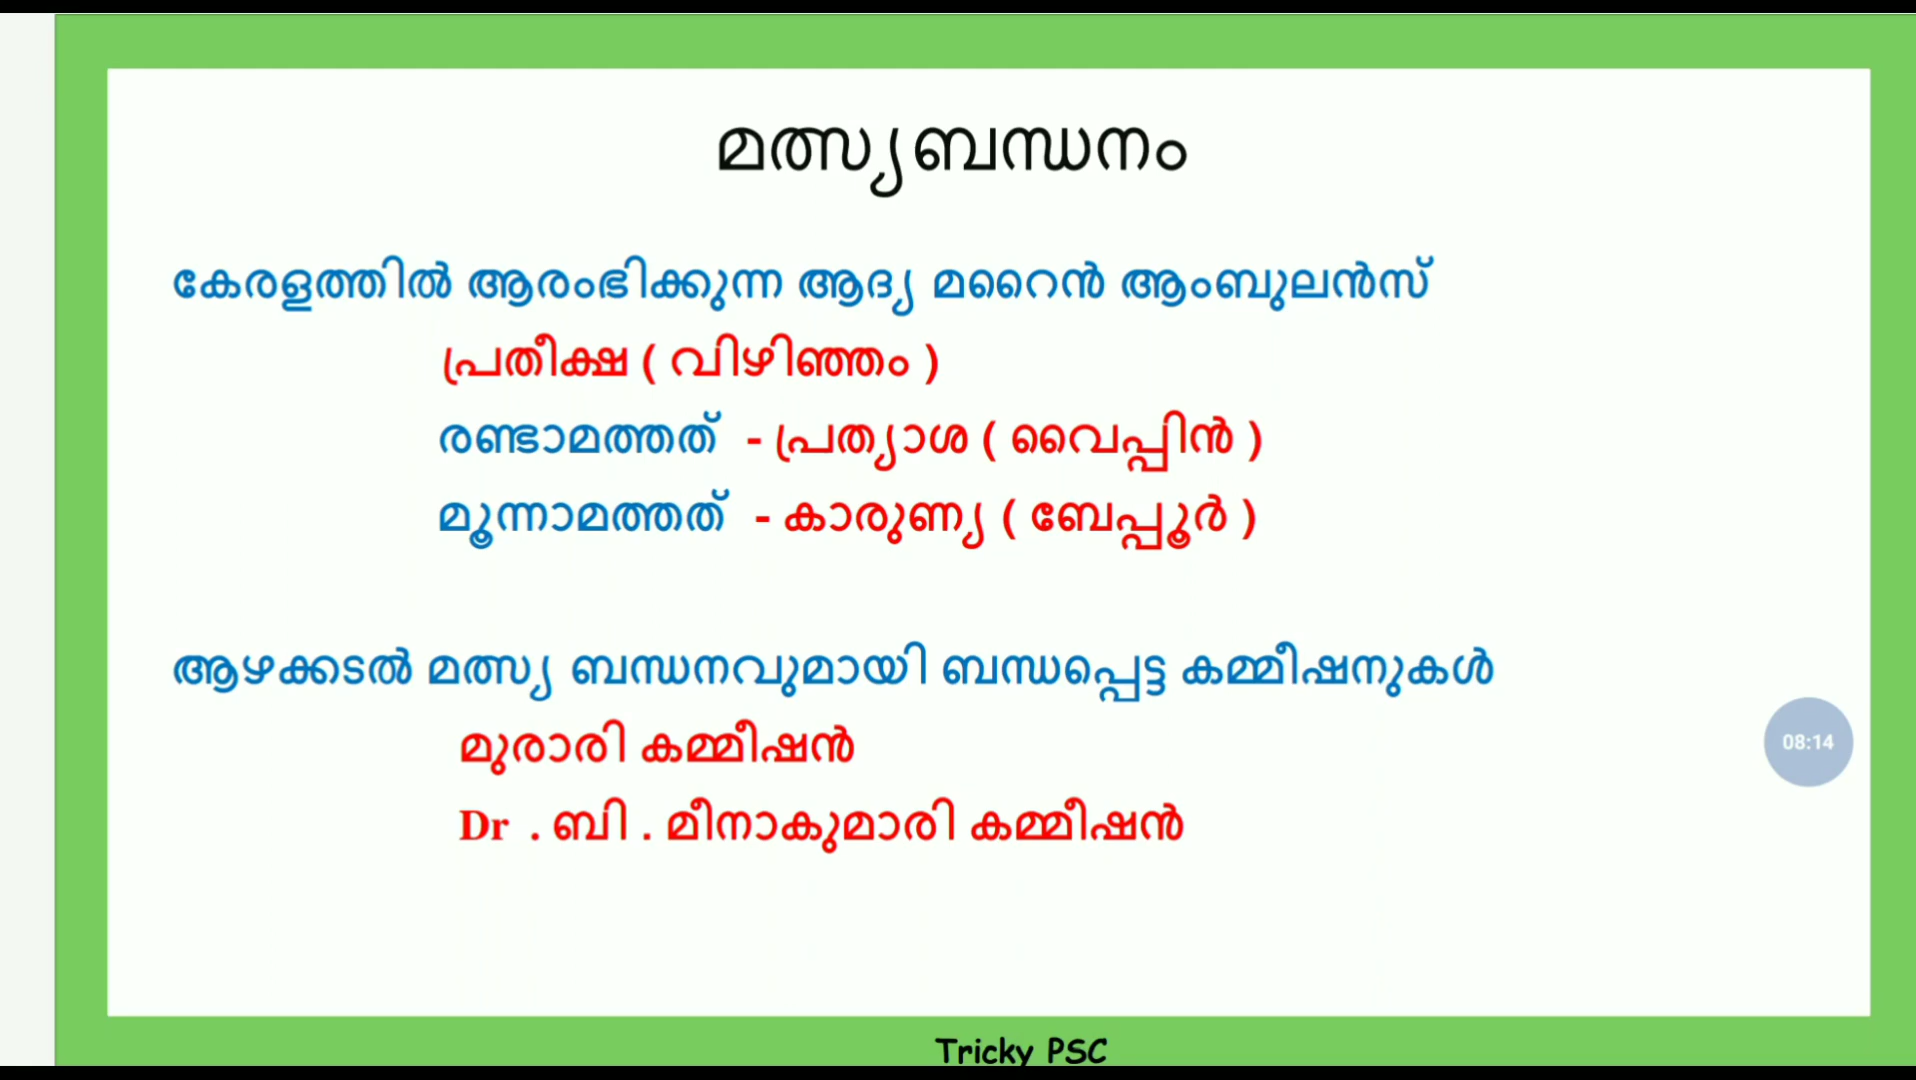 മത്സ്യബന്ധനം
കേരളത്തിൽ ആരംഭിക്കുന്ന ആദ്യ മറൈൻ ആംബുലൻസ്
പ്രതീക്ഷ ( വിഴിഞ്ഞം )
രണ്ടാമത്തത് - പ്രത്യാശ ( വൈപ്പിൻ )
മൂന്നാമത്തത് - കാരുണ്യ ( ബേപ്പൂർ )
ആഴക്കടൽ മത്സ്യ ബന്ധനവുമായി ബന്ധപ്പെട്ട കമ്മീഷനുകൾ
മുരാരി കമ്മീഷൻ
08:14
Dr . ബി . മീനാകുമാരി കമ്മീഷൻ
Tricky PSC